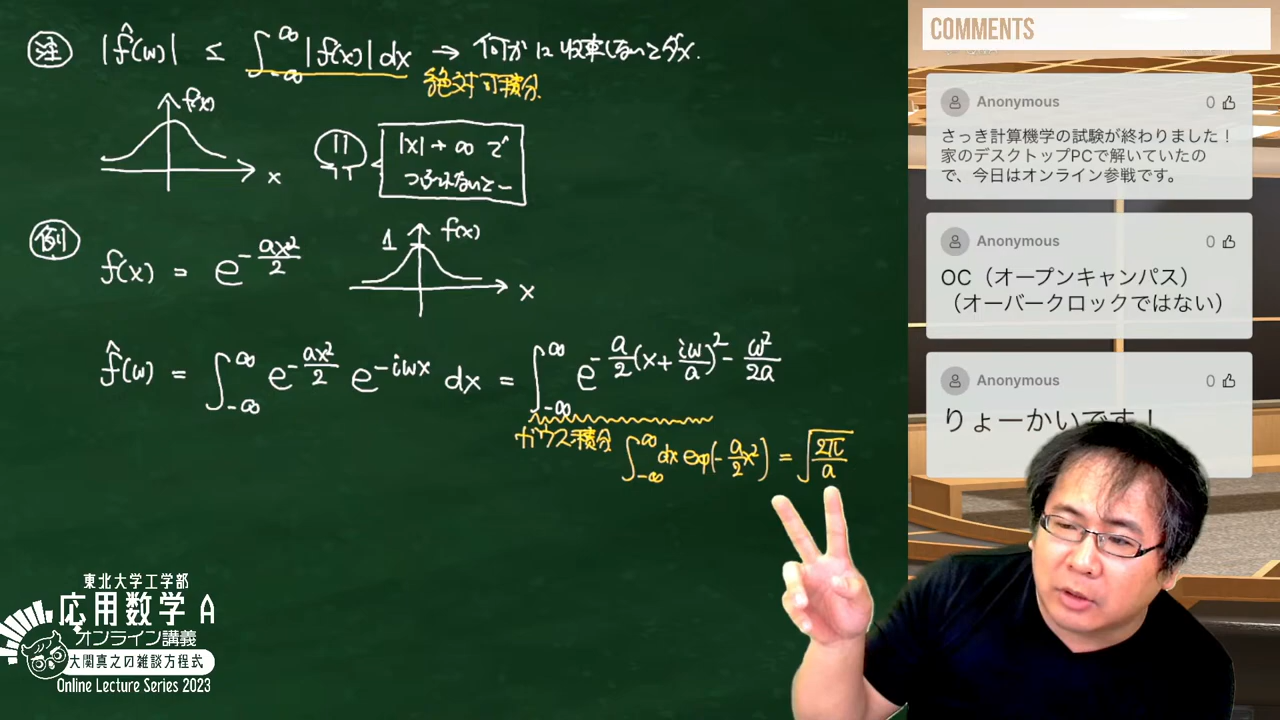 注 |f̂(ω)| ≤ ∫_{-∞}^{∞} |f(x)| dx → 何かに収束しないとダメ.
絶対可積分
f(x)
x
|x|→∞で
つぶれないとー
例 f(x) = e^{-ax²/2}
1
f(x)
x
f̂(ω) = ∫_{-∞}^{∞} e^{-ax²/2} e^{-iωx} dx = ∫_{-∞}^{∞} e^{-a/2(x+iω/a)² - ω²/2a}
ガウス積分 ∫_{-∞}^{∞} dx exp(-a/2 x²) = √(2π/a)
東北大学工学部
応用数学 A
オンライン講義
大関真之の雑談方程式
Online Lecture Series 2023
COMMENTS
Anonymous 0
さっき計算機学の試験が終わりました！
家のデスクトップPCで解いていたの
で、今日はオンライン参戦です。
Anonymous 0
OC（オープンキャンパス）
（オーバークロックではない）
Anonymous 0
りょーかいです！